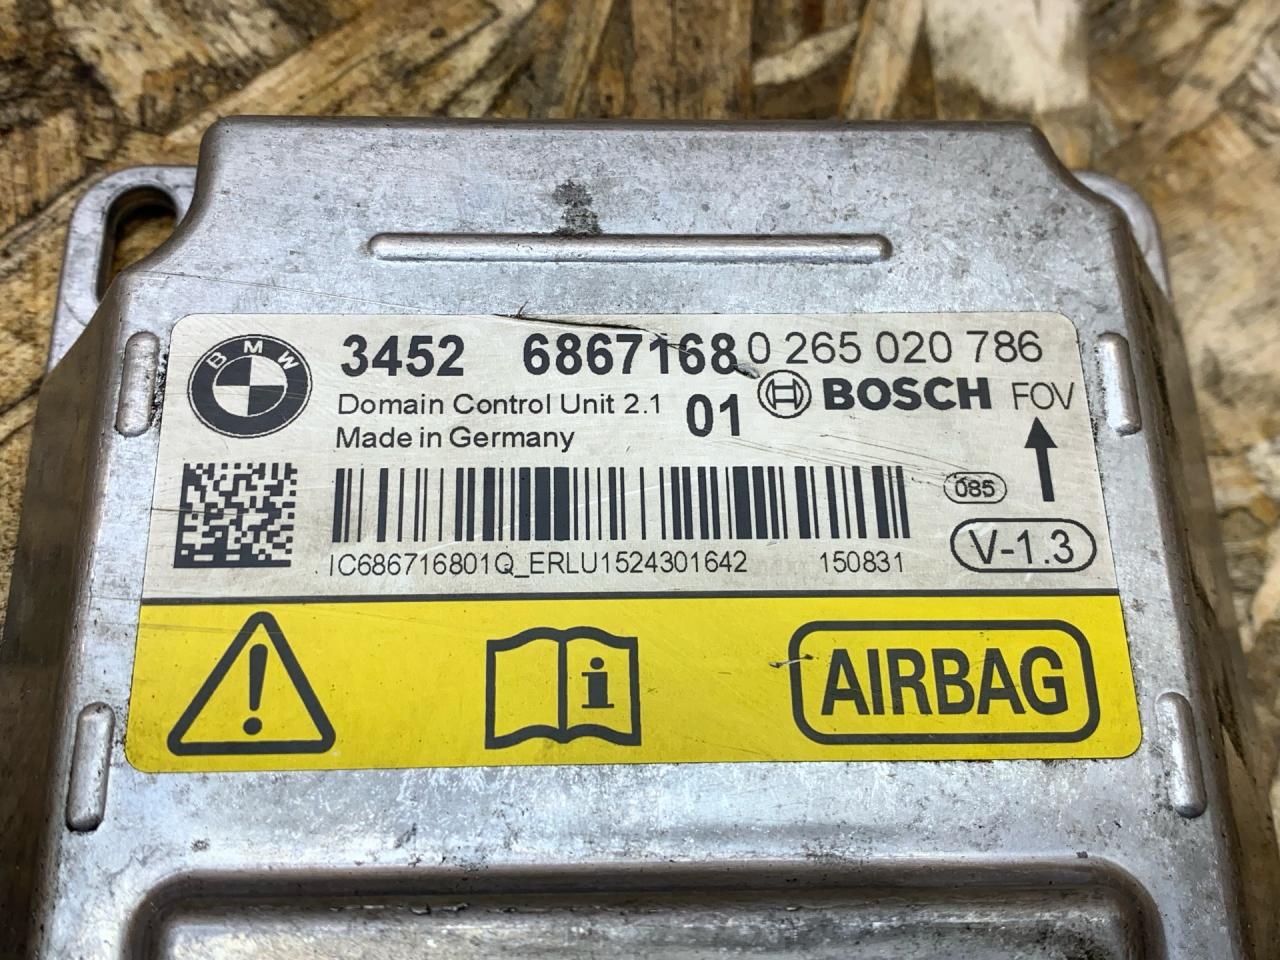 BMW
3452 6867168 0 265 020 786
Domain Control Unit 2.1 01 BOSCH FOV
Made in Germany
085
V-1.3
IC686716801Q_ERLU1524301642 150831
AIRBAG